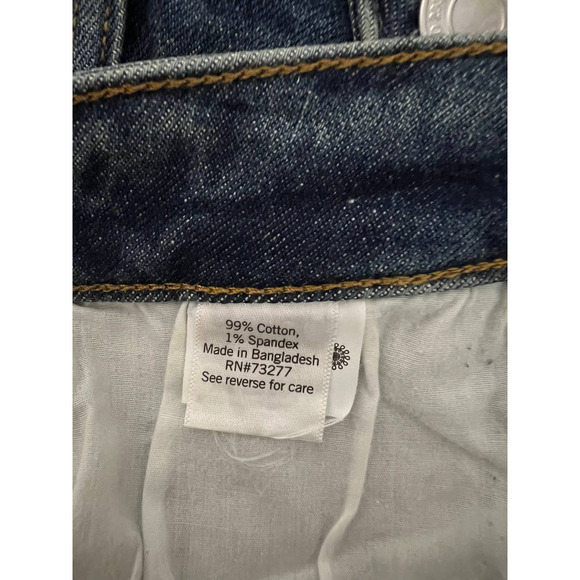 99% Cotton,
1% Spandex
Made in Bangladesh
RN#73277
See reverse for care